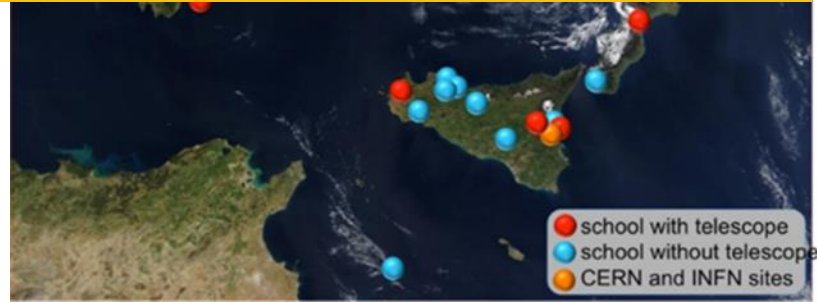 school with telescope
school without telescope
CERN and INFN sites